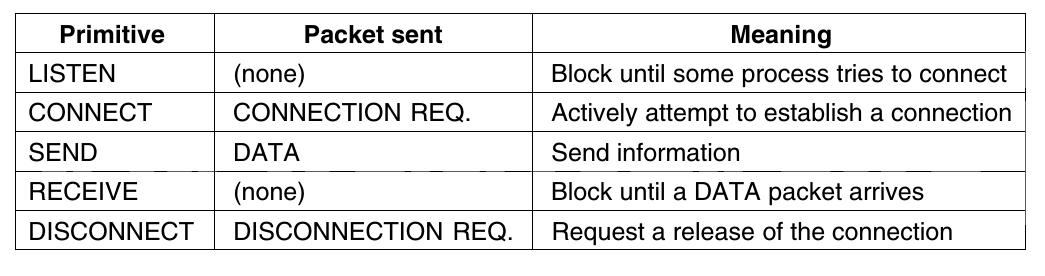 Primitive Packet sent Meaning
LISTEN (none) Block until some process tries to connect
CONNECT CONNECTION REQ. Actively attempt to establish a connection
SEND DATA Send information
RECEIVE (none) Block until a DATA packet arrives
DISCONNECT DISCONNECTION REQ. Request a release of the connection